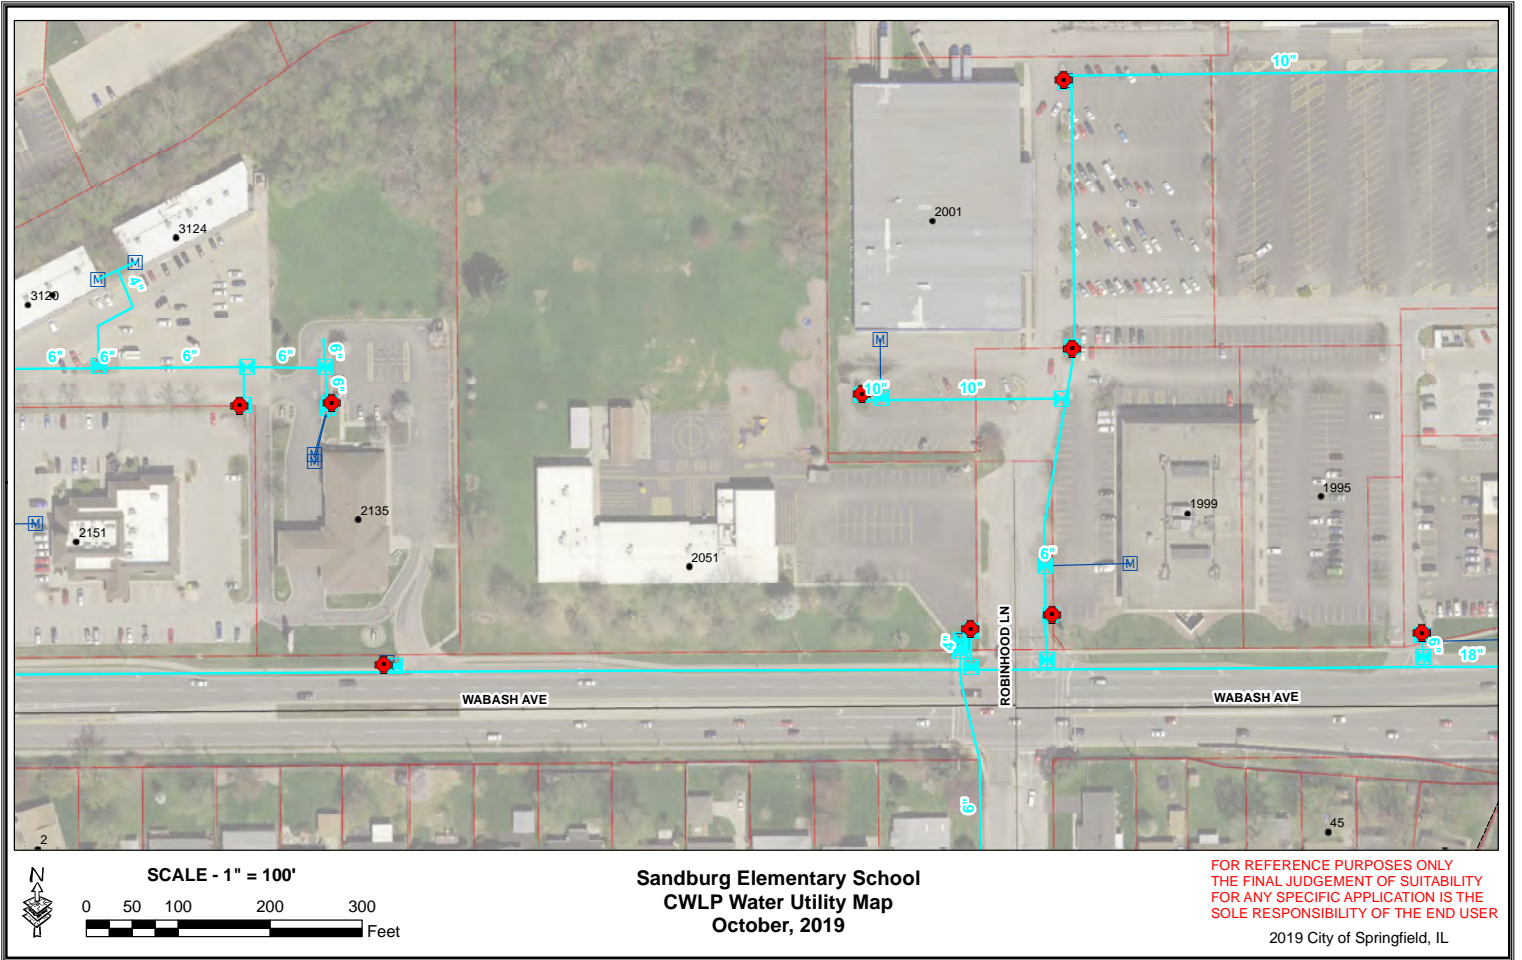 10"
2001
3124
M
M
4"
3120
M
6"
6"
6"
6"
6"
6"
10"
10"
M
M
M
2135
2151
1999
1995
6"
M
2051
4"
ROBINHOOD LN
6"
18"
WABASH AVE
WABASH AVE
6"
2
45
N
SCALE - 1" = 100'
0 50 100 200 300
Feet
Sandburg Elementary School
CWLP Water Utility Map
October, 2019
FOR REFERENCE PURPOSES ONLY
THE FINAL JUDGEMENT OF SUITABILITY
FOR ANY SPECIFIC APPLICATION IS THE
SOLE RESPONSIBILITY OF THE END USER
2019 City of Springfield, IL